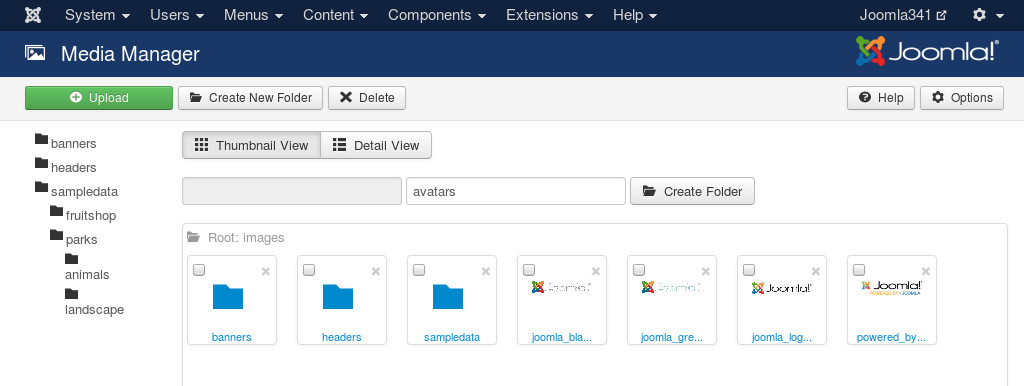 System Users Menus Content Components Extensions Help Joomla341
Media Manager Joomla!®
Upload Create New Folder Delete Help Options
banners
headers
sampledata
fruitshop
parks
animals
landscape
Thumbnail View Detail View
avatars Create Folder
Root: images
Joomla! Joomla! Joomla! Joomla!
POWERED BY JOOMLA
banners headers sampledata joomla_bla... joomla_gre... joomla_log... powered_by...